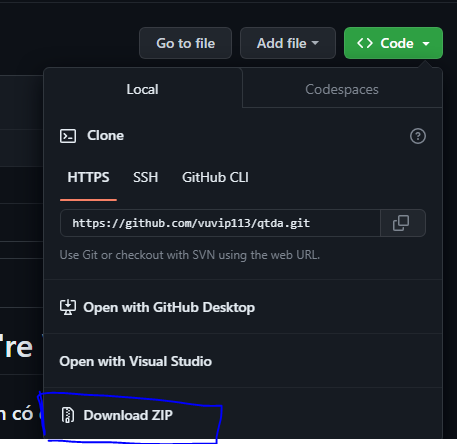 Go to file Add file Code
Local Codespaces
Clone
HTTPS SSH GitHub CLI
https://github.com/vuvip113/qtda.git
Use Git or checkout with SVN using the web URL.
Open with GitHub Desktop
're
Open with Visual Studio
n có
Download ZIP